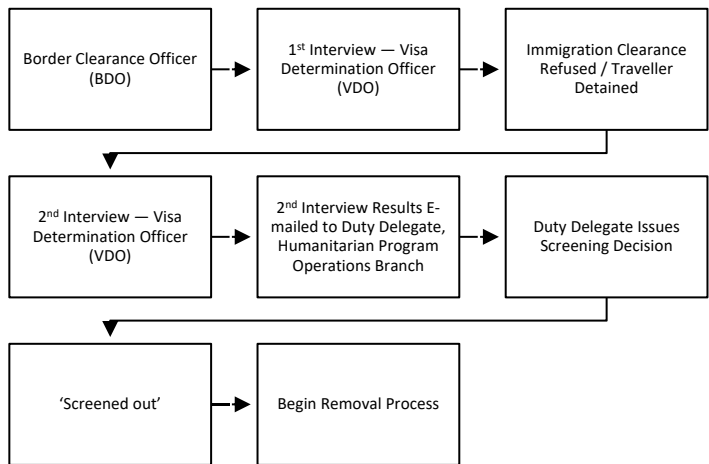 Border Clearance Officer
(BDO)
1st Interview — Visa
Determination Officer
(VDO)
Immigration Clearance
Refused / Traveller
Detained
2nd Interview — Visa
Determination Officer
(VDO)
2nd Interview Results E-
mailed to Duty Delegate,
Humanitarian Program
Operations Branch
Duty Delegate Issues
Screening Decision
‘Screened out’
Begin Removal Process